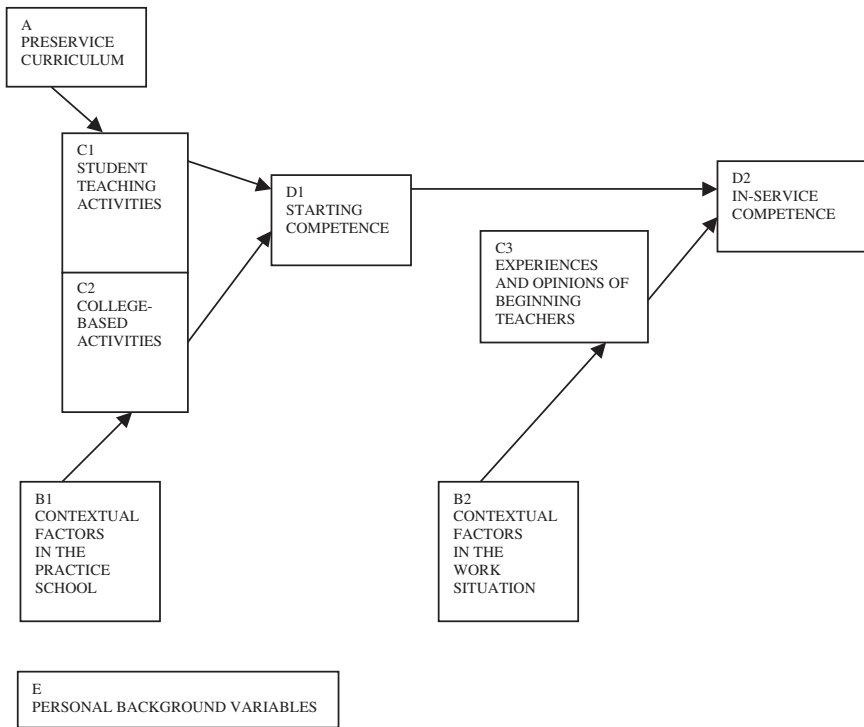 A
PRESERVICE
CURRICULUM
C1
STUDENT
TEACHING
ACTIVITIES
C2
COLLEGE-
BASED
ACTIVITIES
D1
STARTING
COMPETENCE
D2
IN-SERVICE
COMPETENCE
C3
EXPERIENCES
AND OPINIONS OF
BEGINNING
TEACHERS
B1
CONTEXTUAL
FACTORS
IN THE
PRACTICE
SCHOOL
B2
CONTEXTUAL
FACTORS
IN THE
WORK
SITUATION
E
PERSONAL BACKGROUND VARIABLES